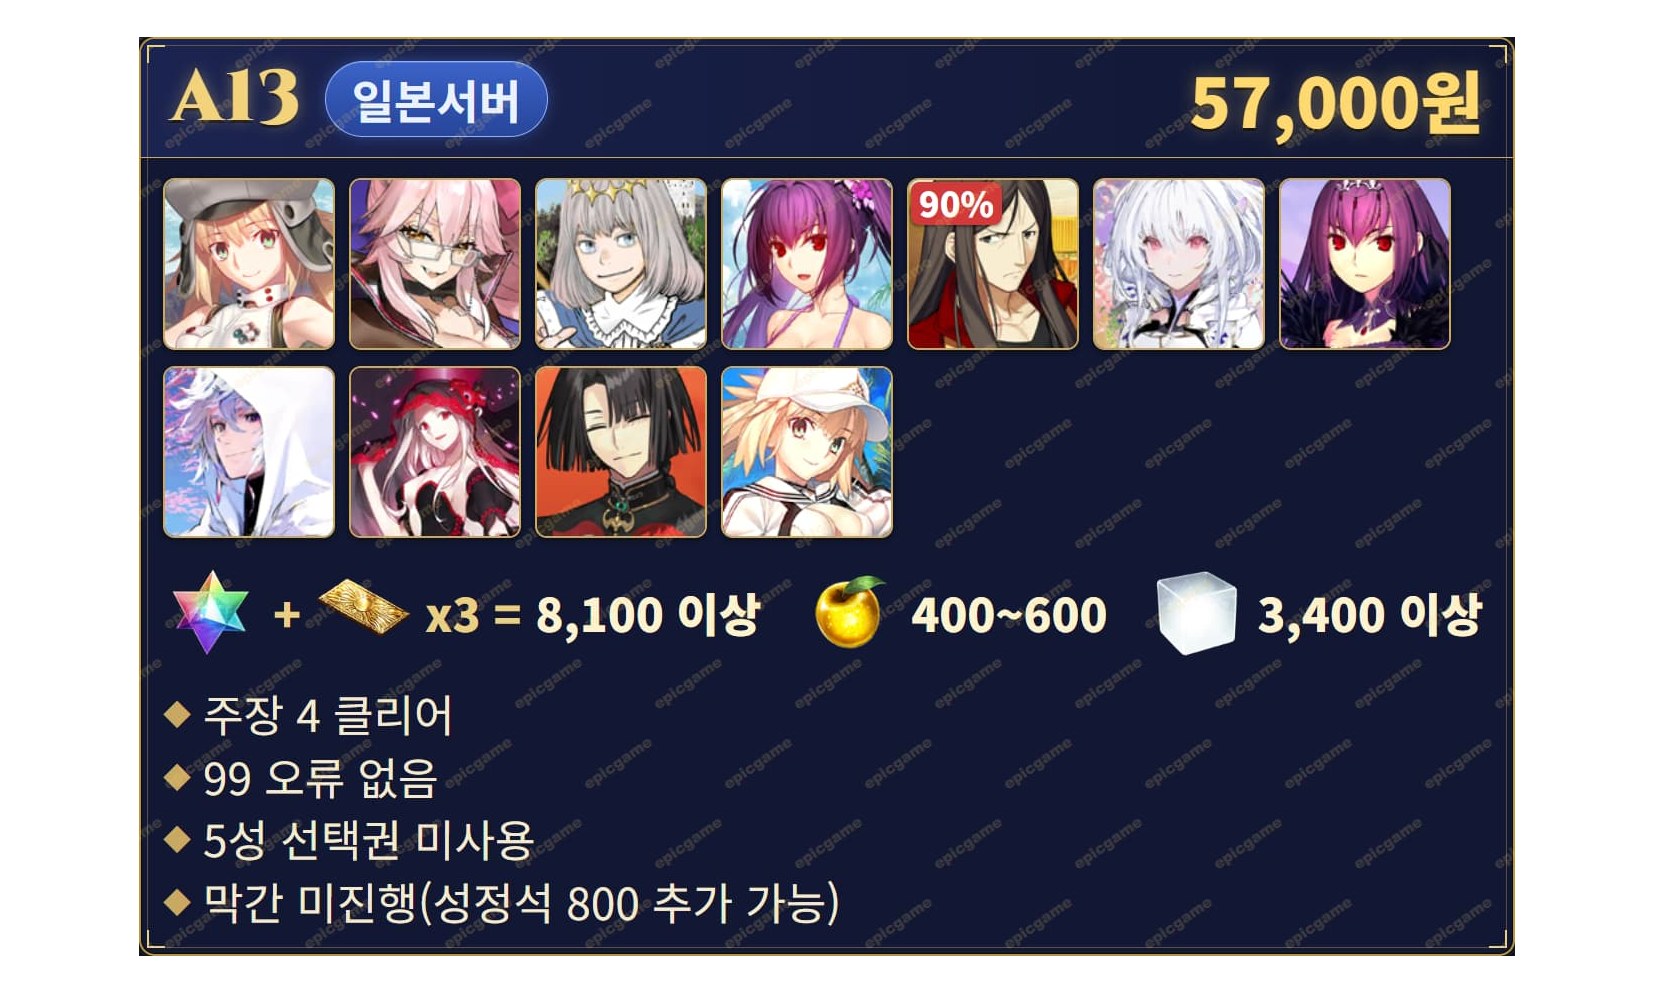 A13 일본서버 57,000원
90%
+ x3 = 8,100 이상 400~600 3,400 이상
주장 4 클리어
99 오류 없음
5성 선택권 미사용
막간 미진행(성정석 800 추가 가능)
epicgame